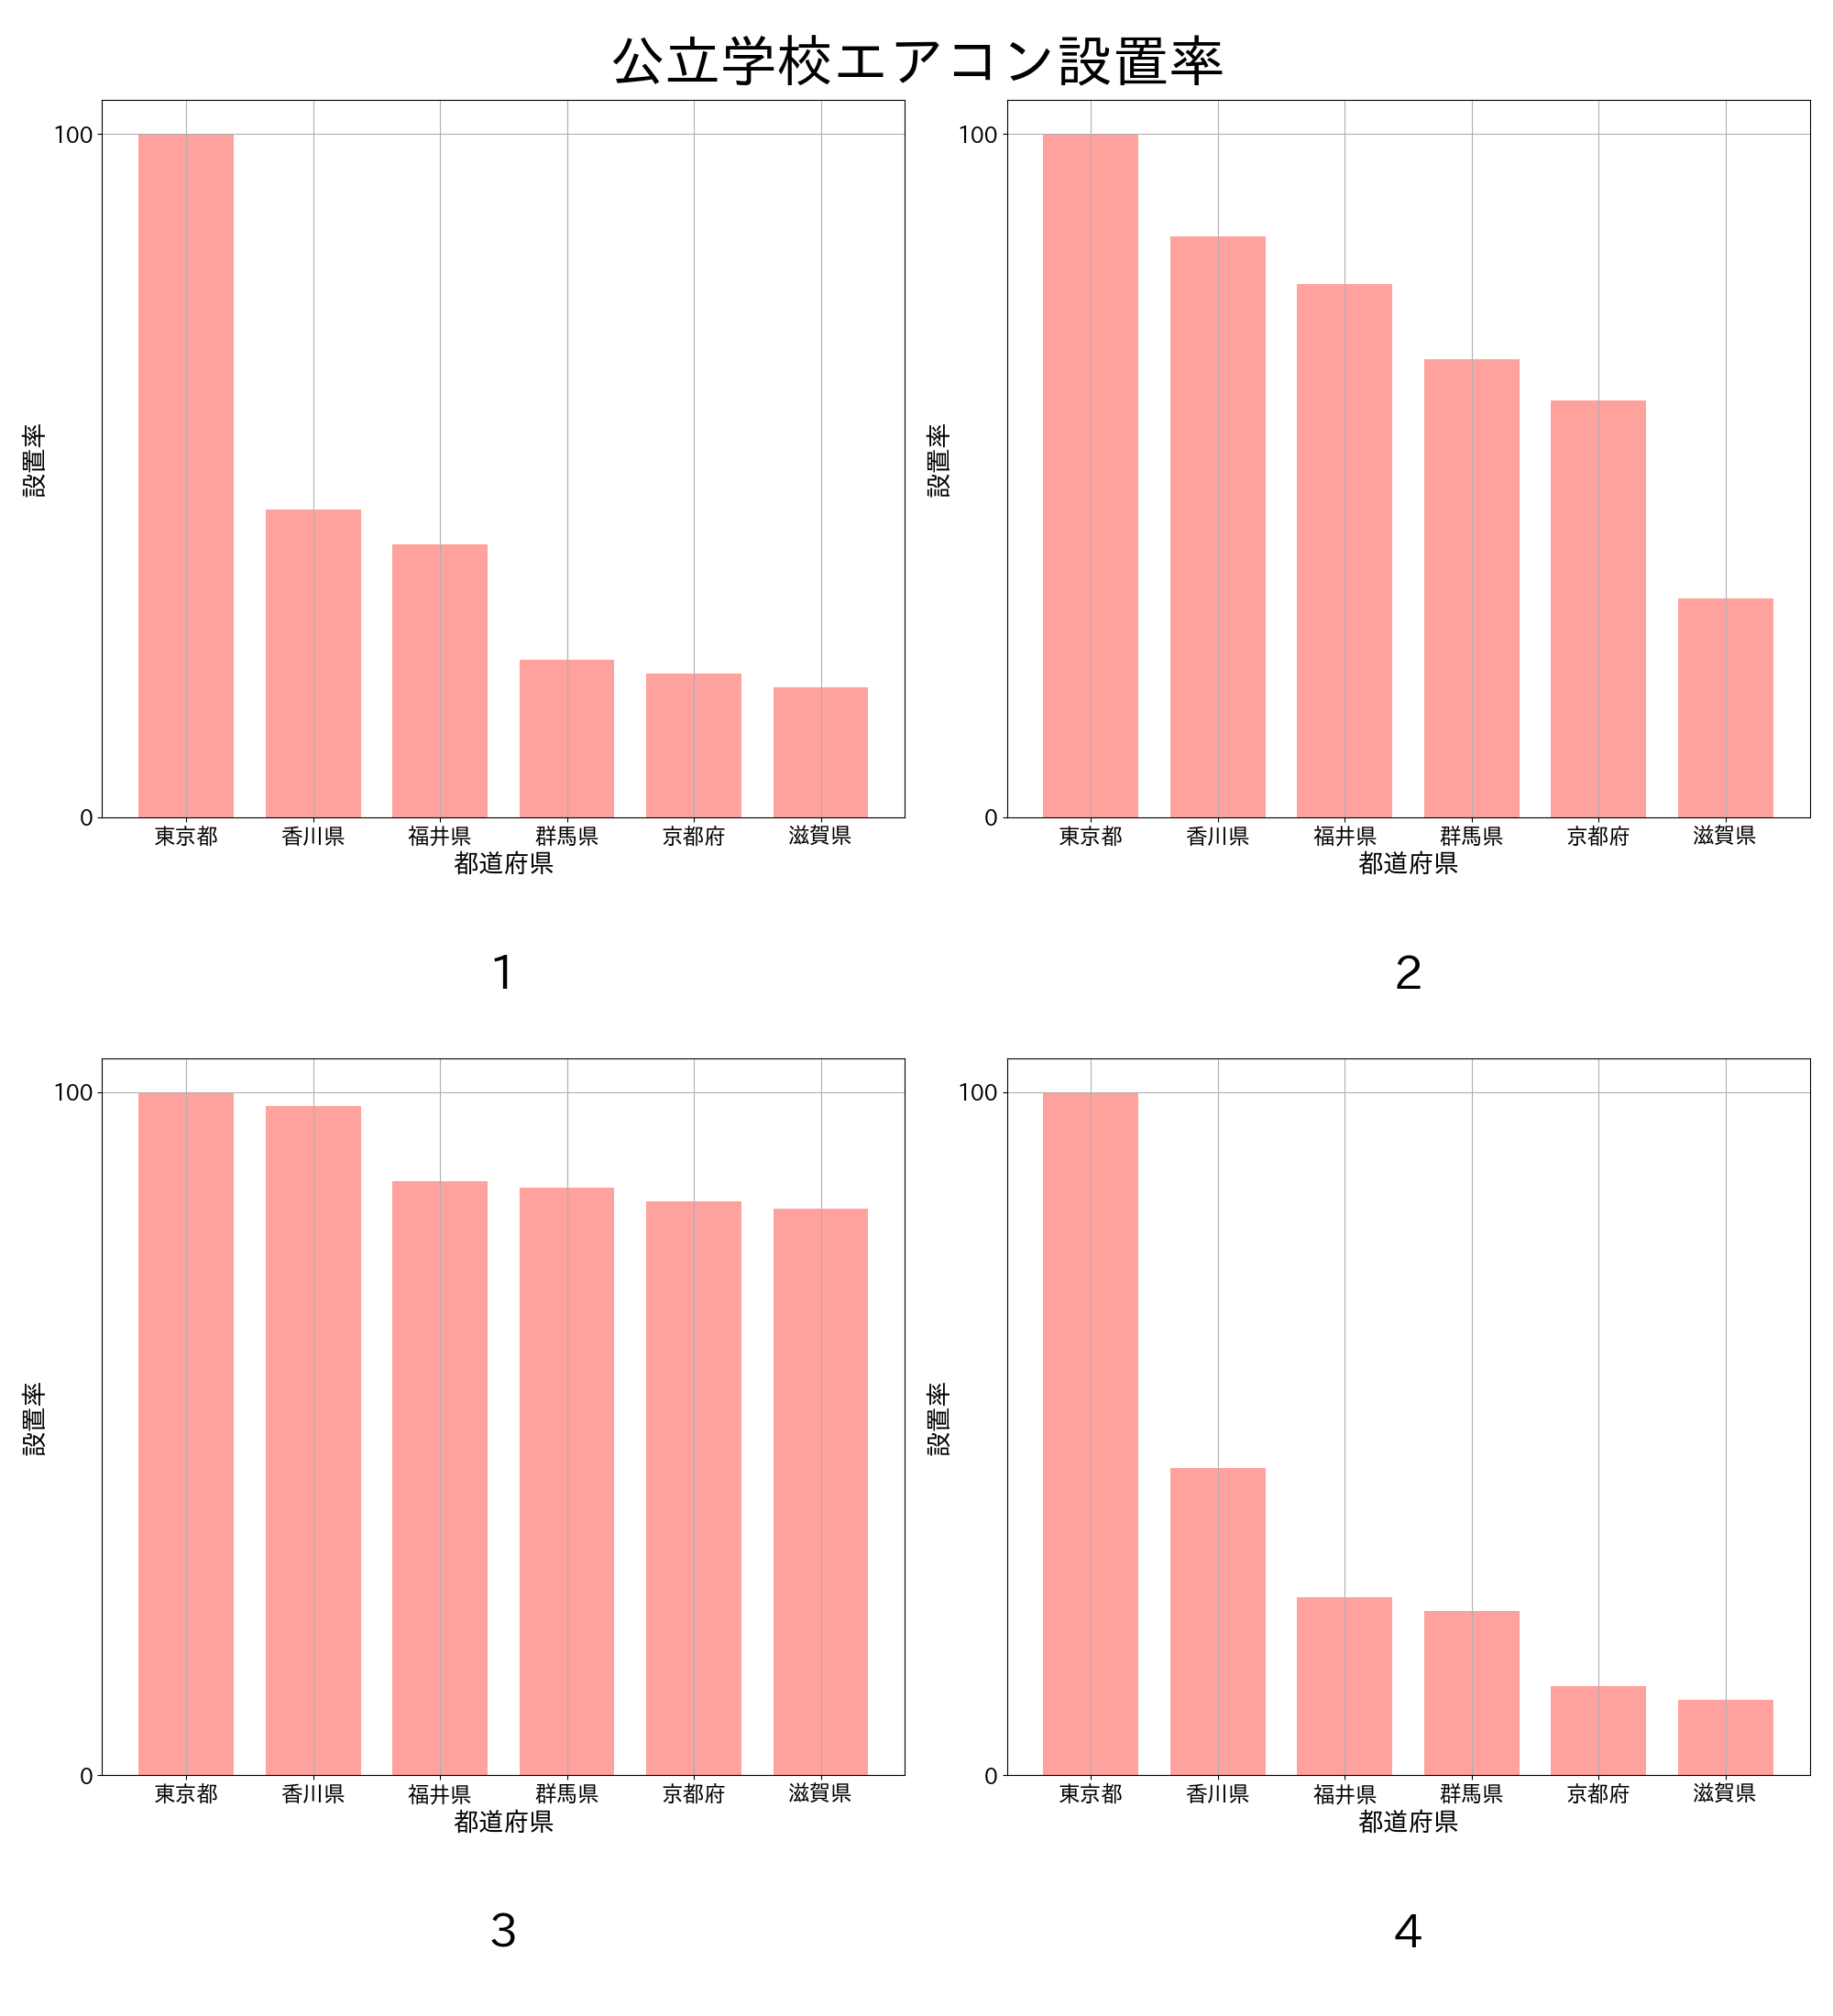 公立学校エアコン設置率
100
0
設置率
東京都 香川県 福井県 群馬県 京都府 滋賀県
都道府県
1
100
0
設置率
東京都 香川県 福井県 群馬県 京都府 滋賀県
都道府県
2
100
0
設置率
東京都 香川県 福井県 群馬県 京都府 滋賀県
都道府県
3
100
0
設置率
東京都 香川県 福井県 群馬県 京都府 滋賀県
都道府県
4